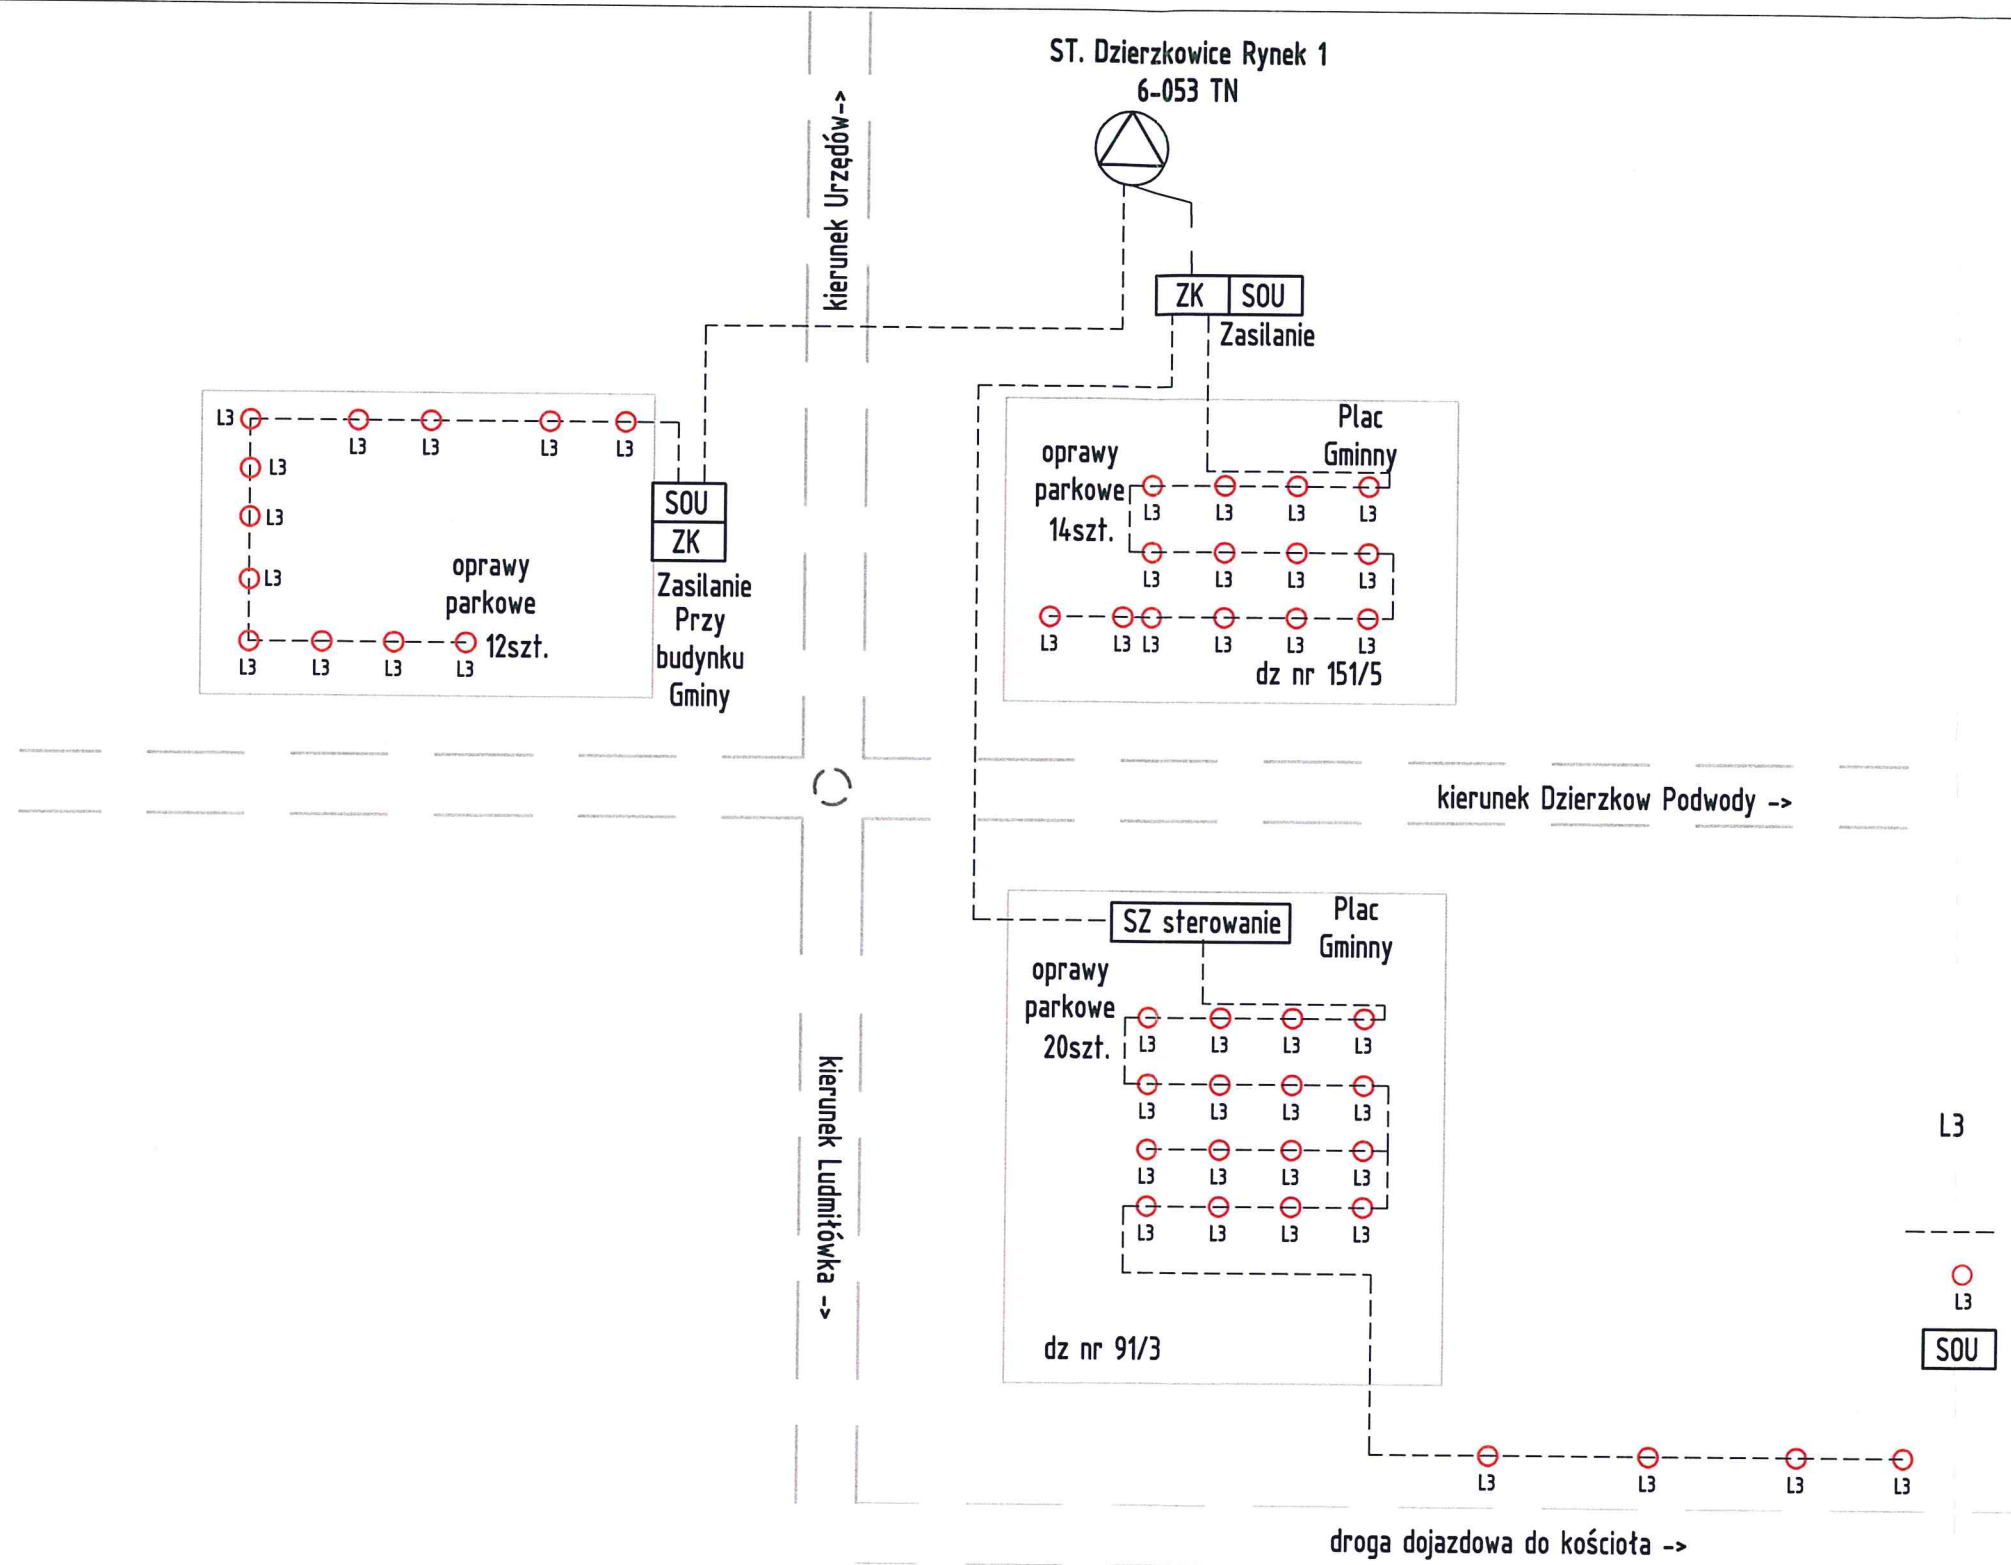 ST. Dzierzkowice Rynek 1
6-053 TN
kierunek Urzędów->
ZK SOU
Zasilanie
L3
L3 L3 L3 L3
L3
L3
L3
SOU
ZK
oprawy
parkowe
12szt.
L3 L3 L3 L3
Zasilanie
Przy
budynku
Gminy
Plac
Gminny
oprawy
parkowe
14szt.
L3 L3 L3 L3
L3 L3 L3 L3
L3 L3 L3 L3 L3 L3
dz nr 151/5
kierunek Dzierzkow Podwody ->
SZ sterowanie
Plac
Gminny
oprawy
parkowe
20szt.
L3 L3 L3 L3
L3 L3 L3 L3
L3 L3 L3 L3
L3 L3 L3 L3
kierunek Ludmiłówka ->
dz nr 91/3
L3
L3
SOU
L3 L3 L3 L3
droga dojazdowa do kościoła ->